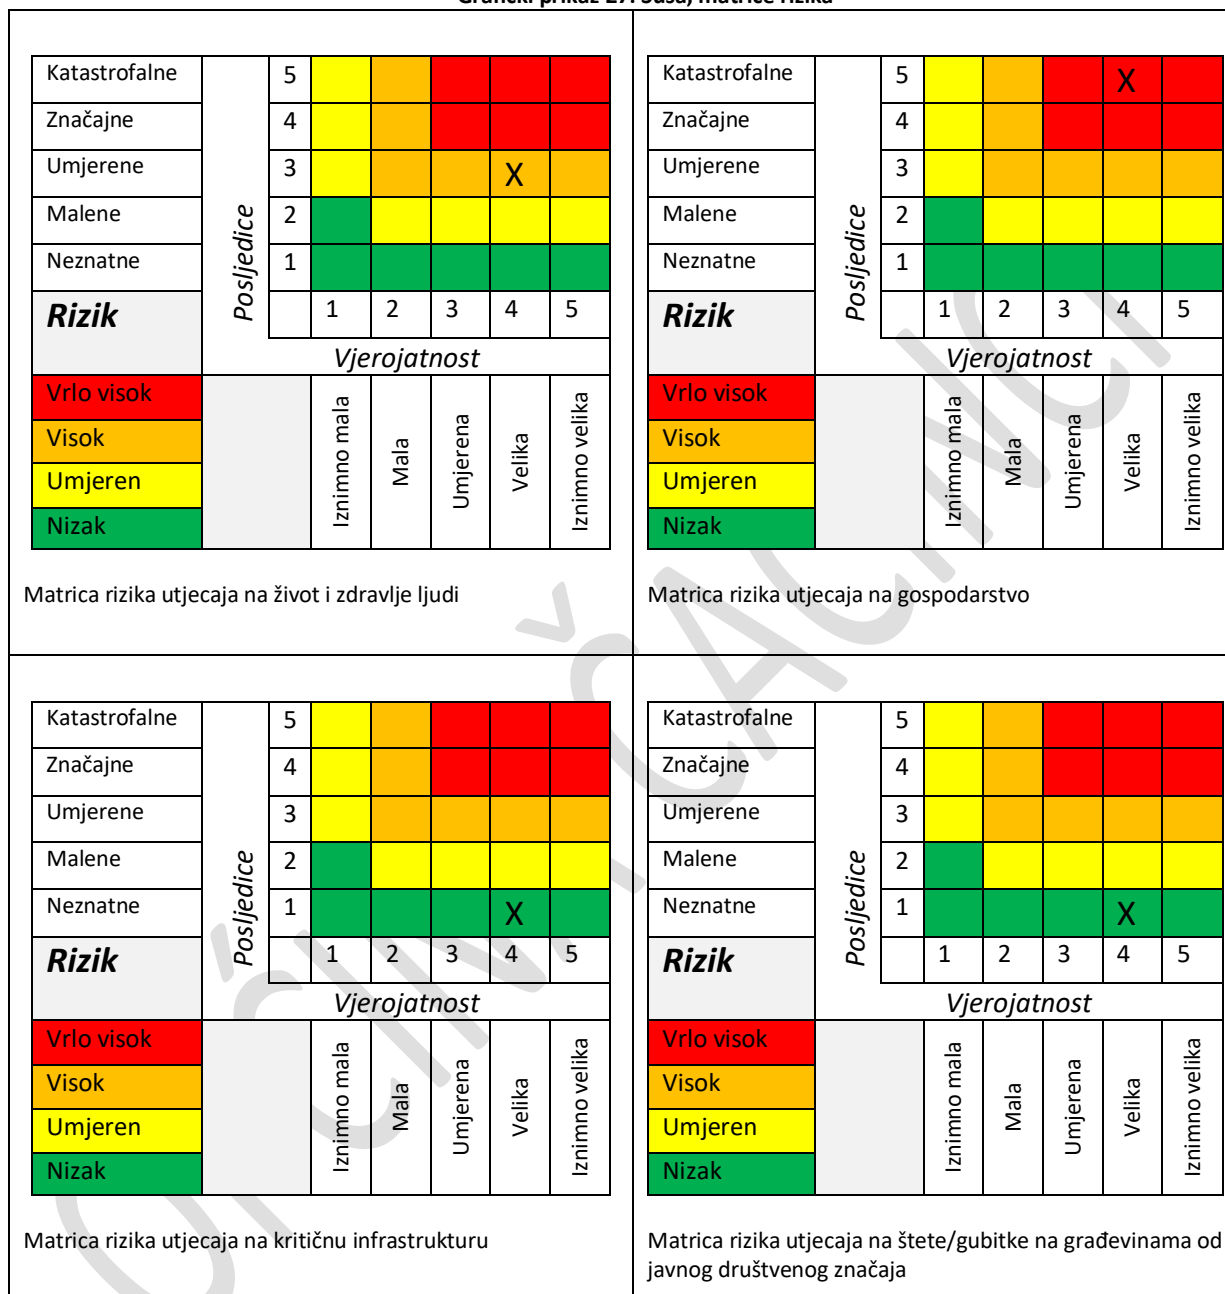 Katastrofalne 5
Značajne 4
Umjerene 3 X
Malene 2
Neznatne 1
Posljedice
Rizik 1 2 3 4 5
Vjerojatnost
Vrlo visok
Visok
Umjeren
Nizak
Iznimno mala
Mala
Umjerena
Velika
Iznimno velika
Matrica rizika utjecaja na život i zdravlje ljudi
Katastrofalne 5 X
Značajne 4
Umjerene 3
Malene 2
Neznatne 1
Posljedice
Rizik 1 2 3 4 5
Vjerojatnost
Vrlo visok
Visok
Umjeren
Nizak
Iznimno mala
Mala
Umjerena
Velika
Iznimno velika
Matrica rizika utjecaja na gospodarstvo
Katastrofalne 5
Značajne 4
Umjerene 3
Malene 2
Neznatne 1 X
Posljedice
Rizik 1 2 3 4 5
Vjerojatnost
Vrlo visok
Visok
Umjeren
Nizak
Iznimno mala
Mala
Umjerena
Velika
Iznimno velika
Matrica rizika utjecaja na kritičnu infrastrukturu
Katastrofalne 5
Značajne 4
Umjerene 3
Malene 2
Neznatne 1 X
Posljedice
Rizik 1 2 3 4 5
Vjerojatnost
Vrlo visok
Visok
Umjeren
Nizak
Iznimno mala
Mala
Umjerena
Velika
Iznimno velika
Matrica rizika utjecaja na štete/gubitke na građevinama od
javnog društvenog značaja